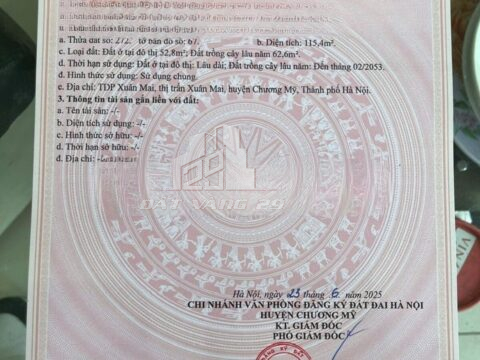 a. Thửa đất số: 272 tờ bản đồ số: 67 b. Diện tích: 115,4m².
c. Loại đất: Đất ở tại đô thị 52,8m²; Đất trồng cây lâu năm 62,6m².
d. Thời hạn sử dụng: Đất ở tại đô thị: Lâu dài; Đất trồng cây lâu năm: Đến tháng 02/2053.
đ. Hình thức sử dụng: Sử dụng chung.
e. Địa chỉ: TDP Xuân Mai, thị trấn Xuân Mai, huyện Chương Mỹ, Thành phố Hà Nội.
3. Thông tin tài sản gắn liền với đất:
a. Tên tài sản: -/-
b. Diện tích sử dụng: -/-
c. Hình thức sở hữu: -/-
d. Thời hạn sở hữu: -/-
đ. Địa chỉ:
ĐẤT VÀNG 29
Hà Nội, ngày 23 tháng 6 năm 2025
CHI NHÁNH VĂN PHÒNG ĐĂNG KÝ ĐẤT ĐAI HÀ NỘI
HUYỆN CHƯƠNG MỸ
KT. GIÁM ĐỐC
PHÓ GIÁM ĐỐC